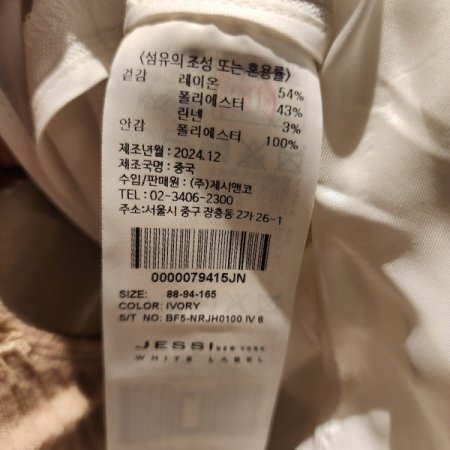 〈섬유의 조성 또는 혼용률〉
겉감 레이온 54%
폴리에스터 43%
린넨 3%
안감 폴리에스터 100%
제조년월 : 2024.12
제조국명 : 중국
수입/판매원 : (주)제시앤코
TEL : 02-3406-2300
주소:서울시 중구 장충동 2가 26-1
0000079415JN
SIZE: 88-94-165
COLOR: IVORY
S/T NO: BF5-NRJH0100 IV 6
JESSI NEW YORK
WHITE LABEL